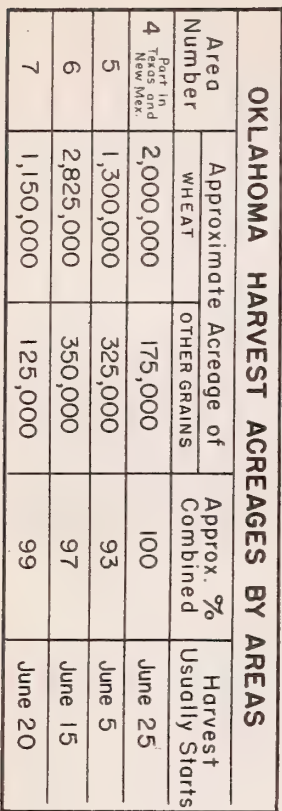 OKLAHOMA HARVEST ACREAGES BY AREAS
Area Number | Approximate Acreage of WHEAT | OTHER GRAINS | Approx. % Combined | Harvest Usually Starts
4 Part in Texas and New Mex. | 2,000,000 | 175,000 | 100 | June 25
5 | 1,300,000 | 325,000 | 93 | June 5
6 | 2,825,000 | 350,000 | 97 | June 15
7 | 1,150,000 | 125,000 | 99 | June 20